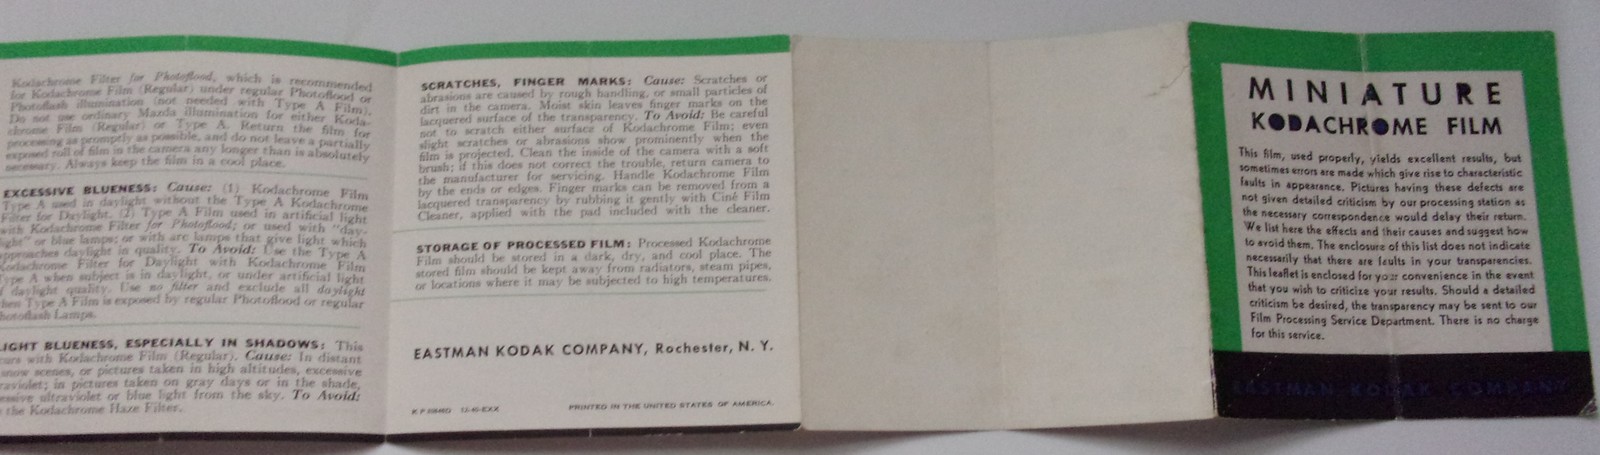 Kodachrome Filter for Photoflood, which is recommended
for Kodachrome Film (Regular) under regular Photoflood or
Photoflash illumination (not needed with Type A Film).
Do not use ordinary Mazda illumination for either Koda-
chrome Film (Regular) or Type A. Return the film for
processing as promptly as possible, and do not leave a partially
exposed roll of film in the camera any longer than is absolutely
necessary. Always keep the film in a cool place.
EXCESSIVE BLUENESS: Cause: (1) Kodachrome Film
Type A used in daylight without the Type A Kodachrome
Filter for Daylight. (2) Type A Film used in artificial light
with Kodachrome Filter for Photoflood; or used with "day-
light" or blue lamps; or with arc lamps that give light which
approaches daylight in quality. To Avoid: Use the Type A
Kodachrome Filter for Daylight with Kodachrome Film
Type A when subject is in daylight, or under artificial light
of daylight quality. Use no filter and exclude all daylight
when Type A Film is exposed by regular Photoflood or regular
Photoflash Lamps.
LIGHT BLUENESS, ESPECIALLY IN SHADOWS: This
curs with Kodachrome Film (Regular). Cause: In distant
snow scenes, or pictures taken in high altitudes, excessive
raviolet; in pictures taken on gray days or in the shade,
essive ultraviolet or blue light from the sky. To Avoid:
the Kodachrome Haze Filter.
SCRATCHES, FINGER MARKS: Cause: Scratches or
abrasions are caused by rough handling, or small particles of
dirt in the camera. Moist skin leaves finger marks on the
lacquered surface of the transparency. To Avoid: Be careful
not to scratch either surface of Kodachrome Film; even
slight scratches or abrasions show prominently when the
film is projected. Clean the inside of the camera with a soft
brush; if this does not correct the trouble, return camera to
the manufacturer for servicing. Handle Kodachrome Film
by the ends or edges. Finger marks can be removed from a
lacquered transparency by rubbing it gently with Ciné Film
Cleaner, applied with the pad included with the cleaner.
STORAGE OF PROCESSED FILM: Processed Kodachrome
Film should be stored in a dark, dry, and cool place. The
stored film should be kept away from radiators, steam pipes,
or locations where it may be subjected to high temperatures.
EASTMAN KODAK COMPANY, Rochester, N. Y.
PRINTED IN THE UNITED STATES OF AMERICA.
MINIATURE
KODACHROME FILM
This film, used properly, yields excellent results, but
sometimes errors are made which give rise to characteristic
faults in appearance. Pictures having these defects are
not given detailed criticism by our processing station as
the necessary correspondence would delay their return.
We list here the effects and their causes and suggest how
to avoid them. The enclosure of this list does not indicate
necessarily that there are faults in your transparencies.
This leaflet is enclosed for your convenience in the event
that you wish to criticize your results. Should a detailed
criticism be desired, the transparency may be sent to our
Film Processing Service Department. There is no charge
for this service.
EASTMAN KODAK COMPANY